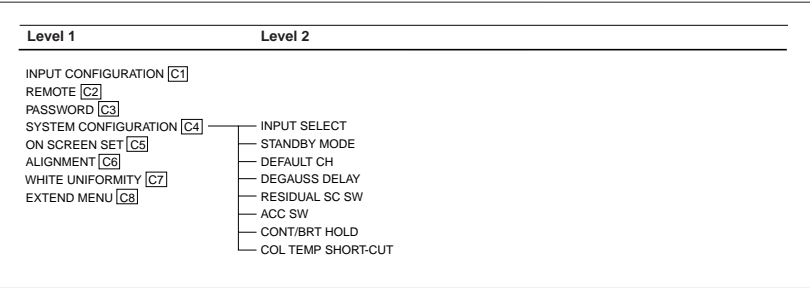 Level 1 Level 2
INPUT CONFIGURATION C1
REMOTE C2
PASSWORD C3
SYSTEM CONFIGURATION C4 INPUT SELECT
ON SCREEN SET C5 STANDBY MODE
ALIGNMENT C6 DEFAULT CH
WHITE UNIFORMITY C7 DEGAUSS DELAY
EXTEND MENU C8 RESIDUAL SC SW
ACC SW
CONT/BRT HOLD
COL TEMP SHORT-CUT